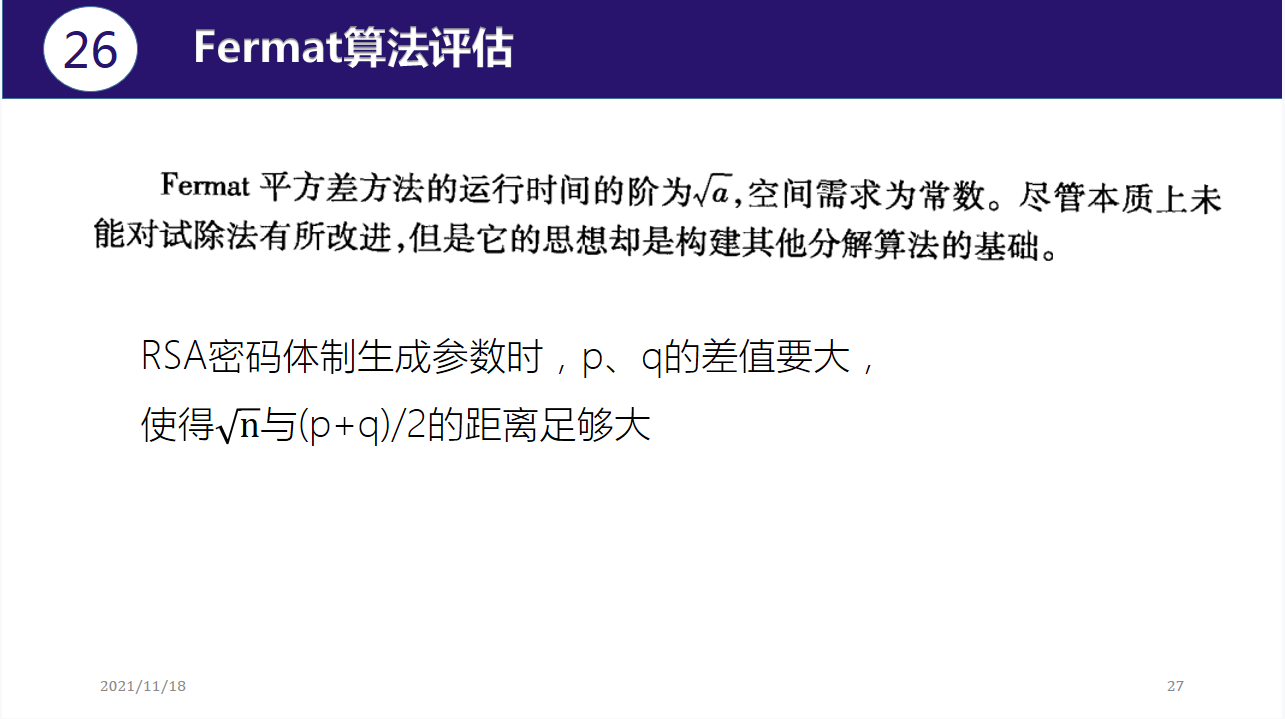 26
Fermat算法评估
Fermat 平方差方法的运行时间的阶为√a,空间需求为常数。尽管本质上未
能对试除法有所改进,但是它的思想却是构建其他分解算法的基础。
RSA密码体制生成参数时，p、q的差值要大，
使得√n与(p+q)/2的距离足够大
2021/11/18
27